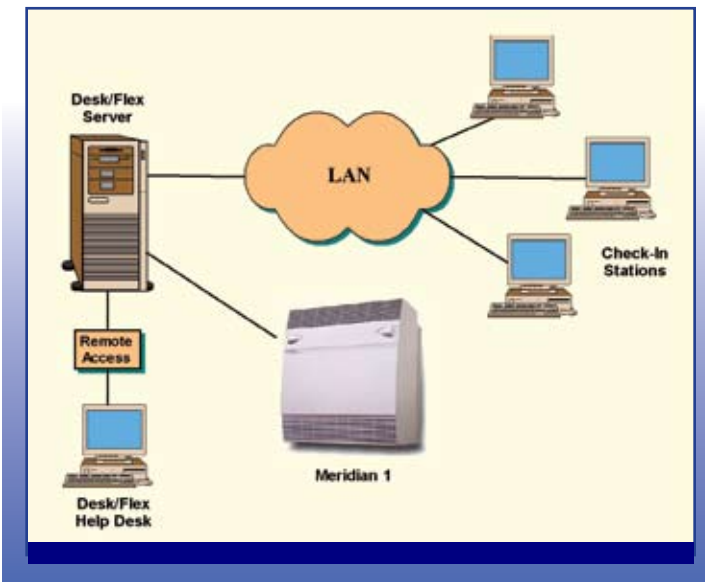 Desk/Flex
Server
LAN
Check-In
Stations
Remote
Access
Meridian 1
Desk/Flex
Help Desk